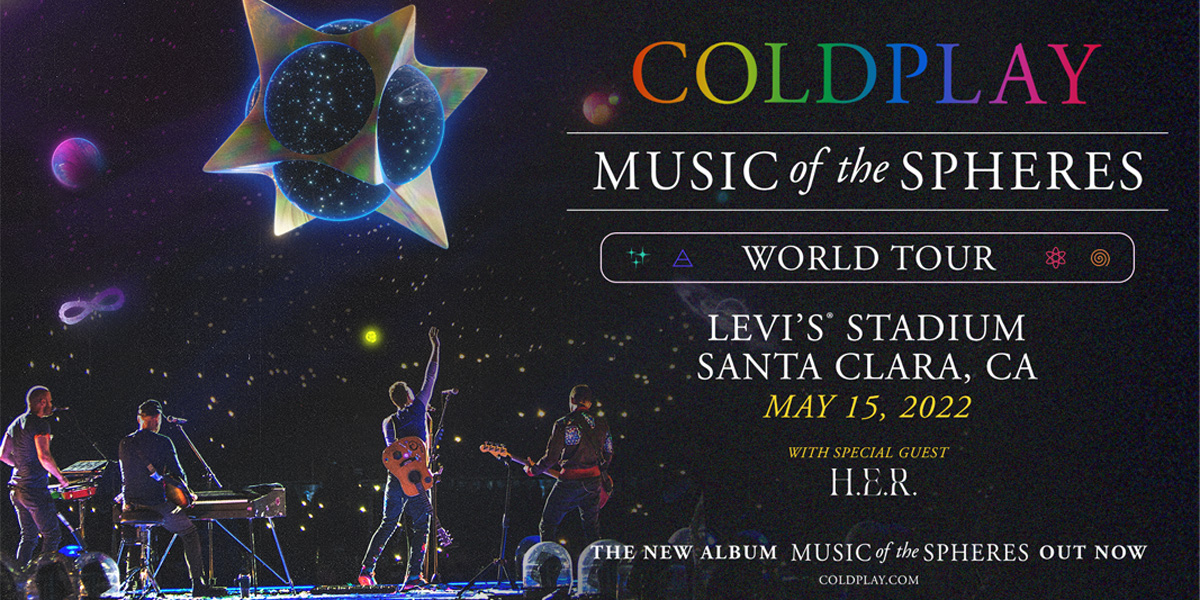 COLDPLAY
MUSIC of the SPHERES
WORLD TOUR
LEVI'S® STADIUM
SANTA CLARA, CA
MAY 15, 2022
WITH SPECIAL GUEST
H.E.R.
THE NEW ALBUM MUSIC of the SPHERES OUT NOW
COLDPLAY.COM